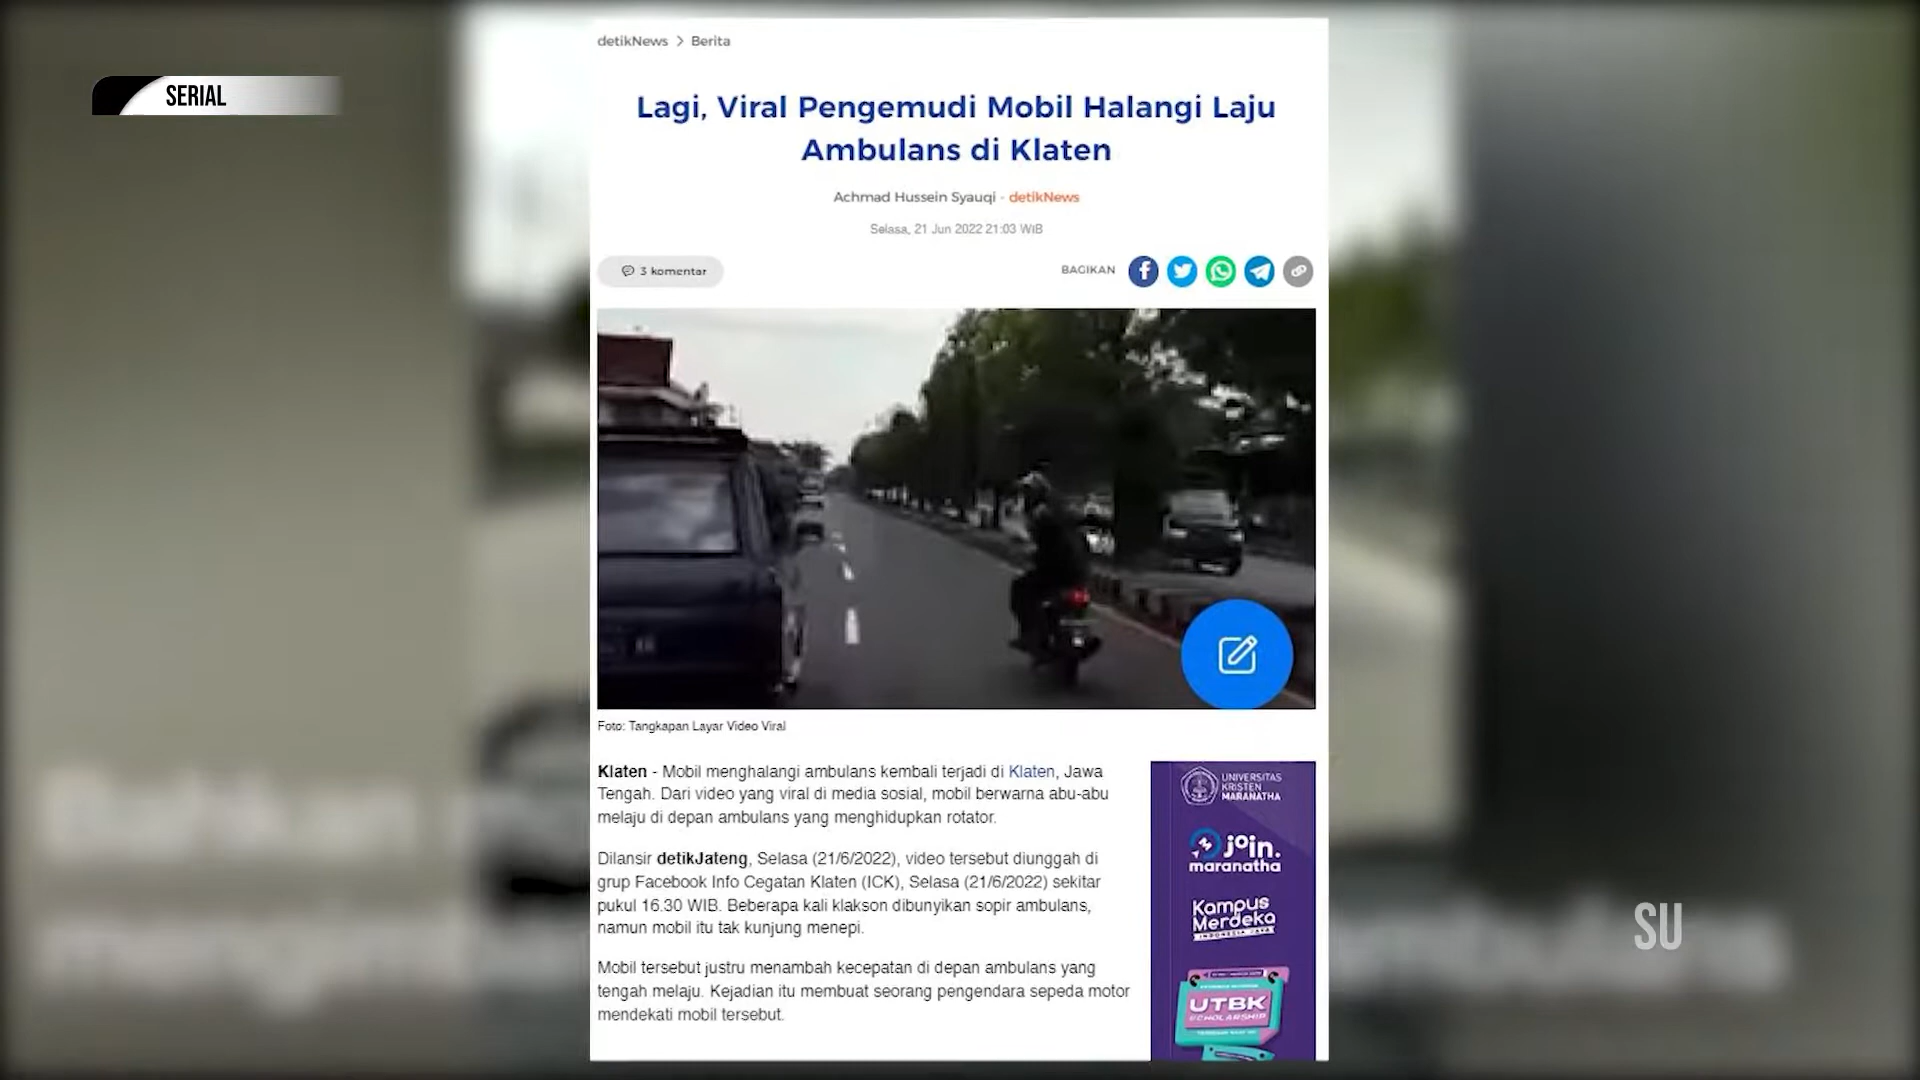 SERIAL
detikNews > Berita
Lagi, Viral Pengemudi Mobil Halangi Laju
Ambulans di Klaten
Achmad Hussein Syauqi - detikNews
Selasa, 21 Jun 2022 21:03 WIB
3 komentar
BAGIKAN
Foto: Tangkapan Layar Video Viral
Klaten - Mobil menghalangi ambulans kembali terjadi di Klaten, Jawa
Tengah. Dari video yang viral di media sosial, mobil berwarna abu-abu
melaju di depan ambulans yang menghidupkan rotator.
Dilansir detikJateng, Selasa (21/6/2022), video tersebut diunggah di
grup Facebook Info Cegatan Klaten (ICK), Selasa (21/6/2022) sekitar
pukul 16.30 WIB. Beberapa kali klakson dibunyikan sopir ambulans,
namun mobil itu tak kunjung menepi.
Mobil tersebut justru menambah kecepatan di depan ambulans yang
tengah melaju. Kejadian itu membuat seorang pengendara sepeda motor
mendekati mobil tersebut.
UNIVERSITAS
KRISTEN
MARANATHA
join.
maranatha
Kampus
Merdeka
INDONESIA JAYA
UTBK
SCHOLARSHIP
SU